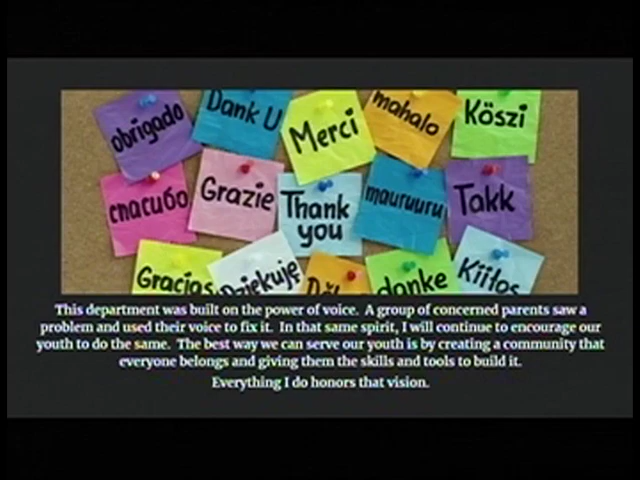 obrigado
Dank U
Merci
mahalo
Köszi
спасибо
Grazie
Thank
you
mauruuru
Takk
Gracias
Dziękuję
danke
Kiitos
This department was built on the power of voice. A group of concerned parents saw a
problem and used their voice to fix it. In that same spirit, I will continue to encourage our
youth to do the same. The best way we can serve our youth is by creating a community that
everyone belongs and giving them the skills and tools to build it.
Everything I do honors that vision.